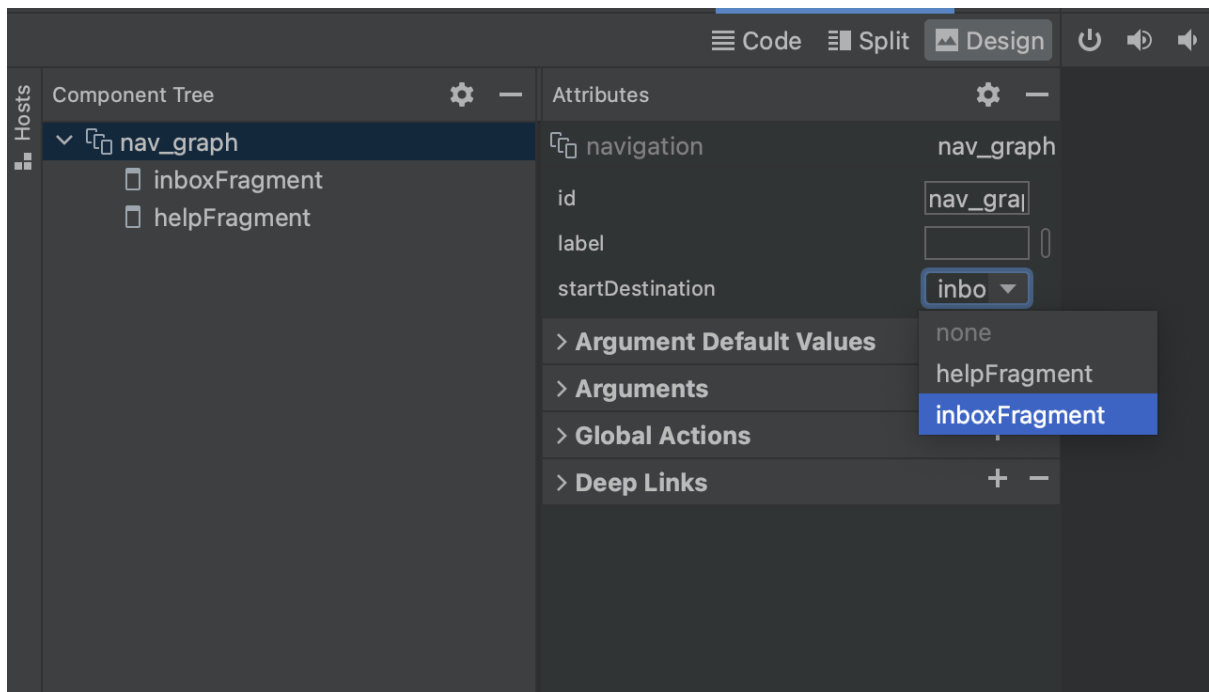 Code Split Design
Hosts
Component Tree
nav_graph
inboxFragment
helpFragment
Attributes
navigation nav_graph
id nav_gra
label
startDestination inbo
none
helpFragment
inboxFragment
Argument Default Values
Arguments
Global Actions
Deep Links